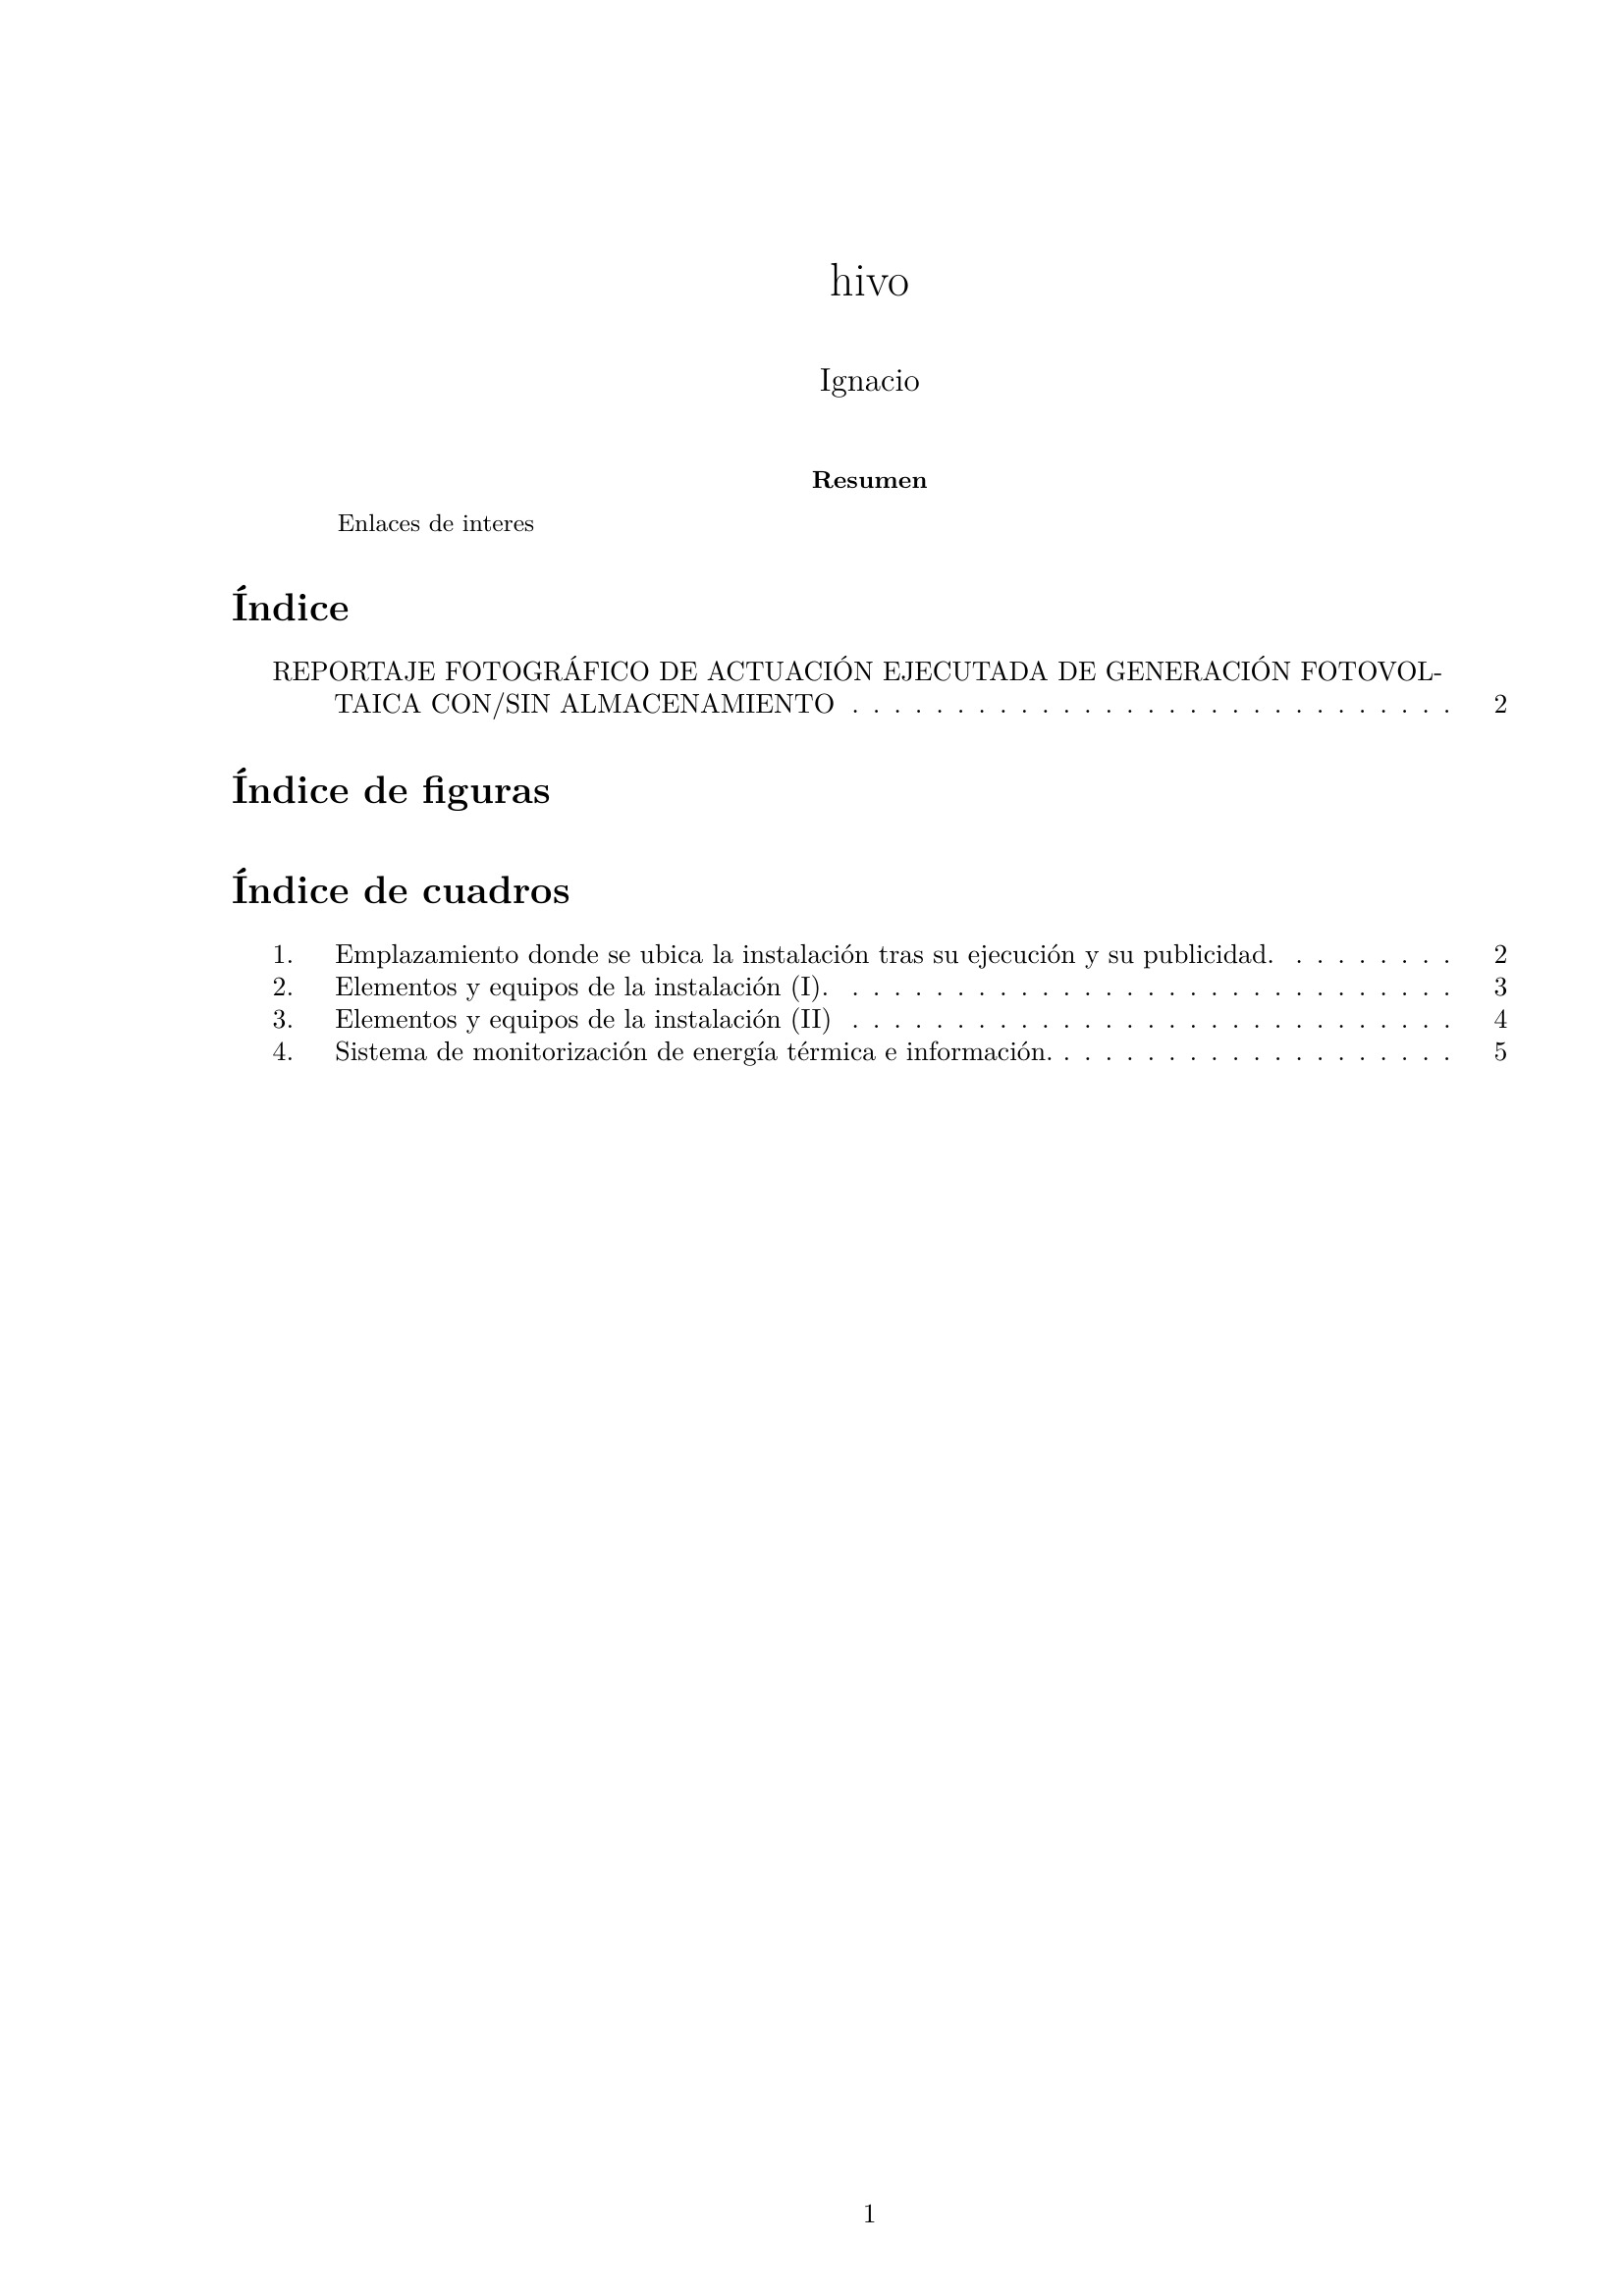 hivo
Ignacio
Resumen
Enlaces de interes
Índice
REPORTAJE FOTOGRÁFICO DE ACTUACIÓN EJECUTADA DE GENERACIÓN FOTOVOL-
TAICA CON/SIN ALMACENAMIENTO . . . . . . . . . . . . . . . . . . . . . . . . . . . . . 2
Índice de figuras
Índice de cuadros
1. Emplazamiento donde se ubica la instalación tras su ejecución y su publicidad. . . . . . . . . 2
2. Elementos y equipos de la instalación (I). . . . . . . . . . . . . . . . . . . . . . . . . . . . . . 3
3. Elementos y equipos de la instalación (II) . . . . . . . . . . . . . . . . . . . . . . . . . . . . . 4
4. Sistema de monitorización de energía térmica e información. . . . . . . . . . . . . . . . . . . . 5
1